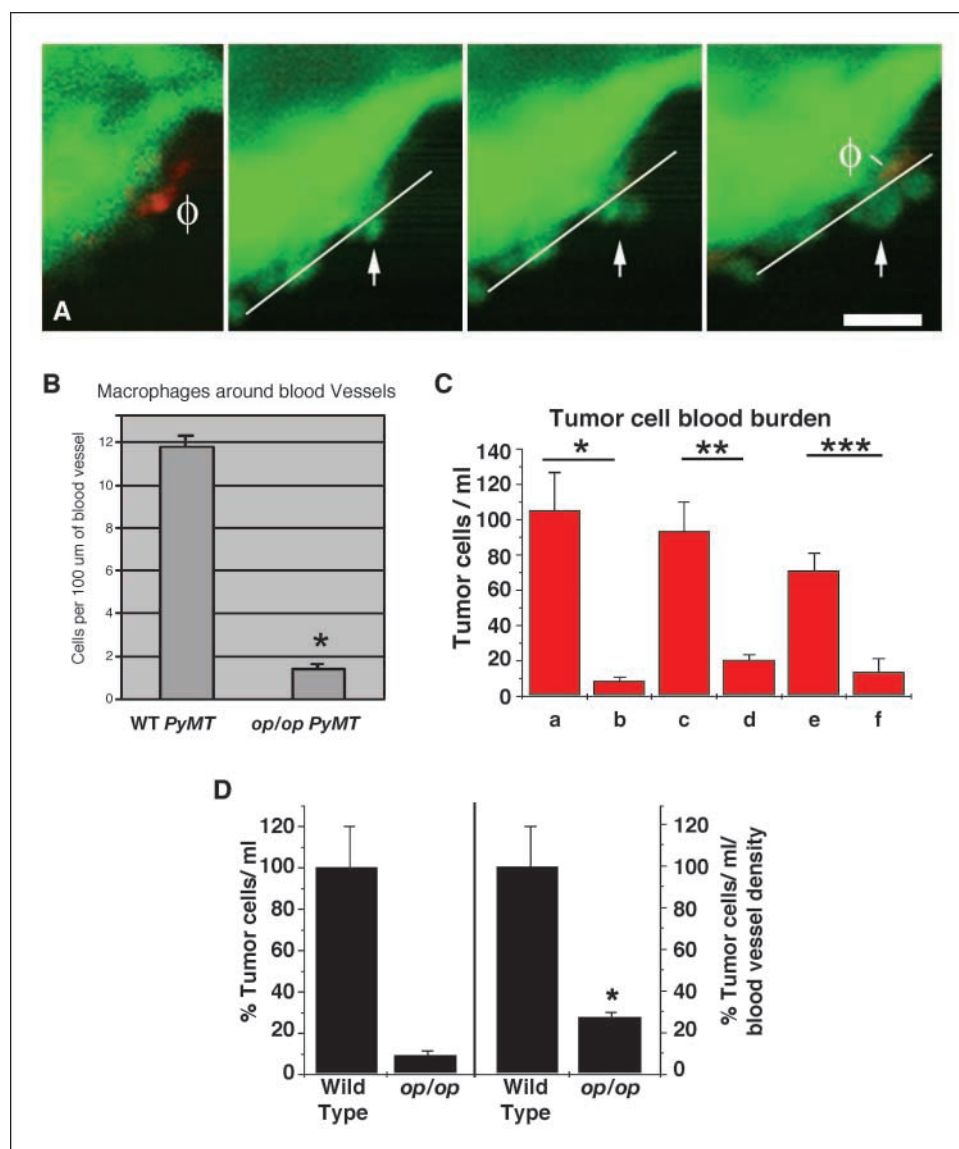 ϕ
ϕ
A
B
Macrophages around blood Vessels
Cells per 100 um of blood vessel
12
10
8
6
4
2
0
*
WT PyMT
op/op PyMT
C
Tumor cell blood burden
* ** ***
Tumor cells / ml
140
120
100
80
60
40
20
0
a b c d e f
D
% Tumor cells/ ml
120
100
80
60
40
20
0
*
120
100
80
60
40
20
0
% Tumor cells/ ml/
blood vessel density
Wild op/op Wild op/op
Type Type